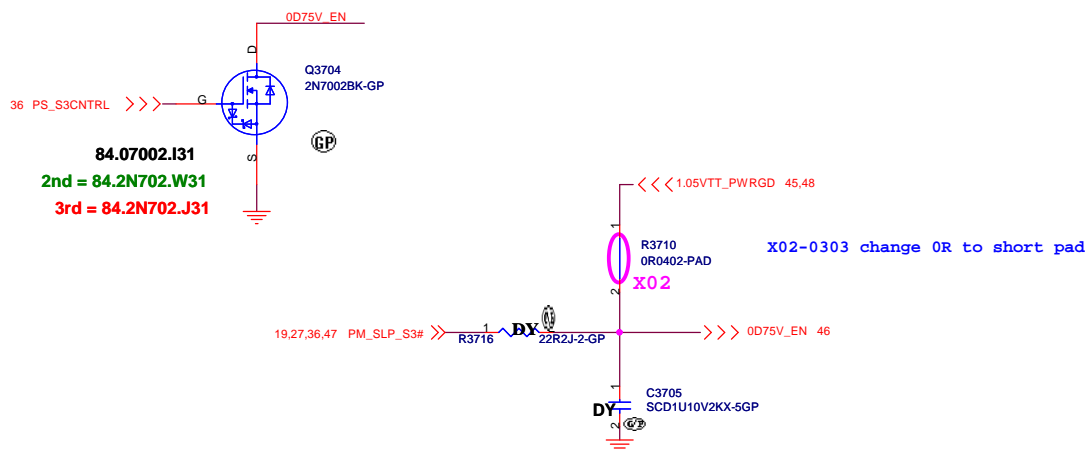 0D75V_EN
D
Q3704
2N7002BK-GP
36 PS_S3CNTRL
G
S
GP
84.07002.I31
2nd = 84.2N702.W31
3rd = 84.2N702.J31
1.05VTT_PWRGD 45,48
1
R3710
0R0402-PAD
X02-0303 change 0R to short pad
X02
2
19,27,36,47 PM_SLP_S3#
1
R3716
DY
22R2J-2-GP
0D75V_EN 46
1
C3705
SCD1U10V2KX-5GP
DY
2
GP